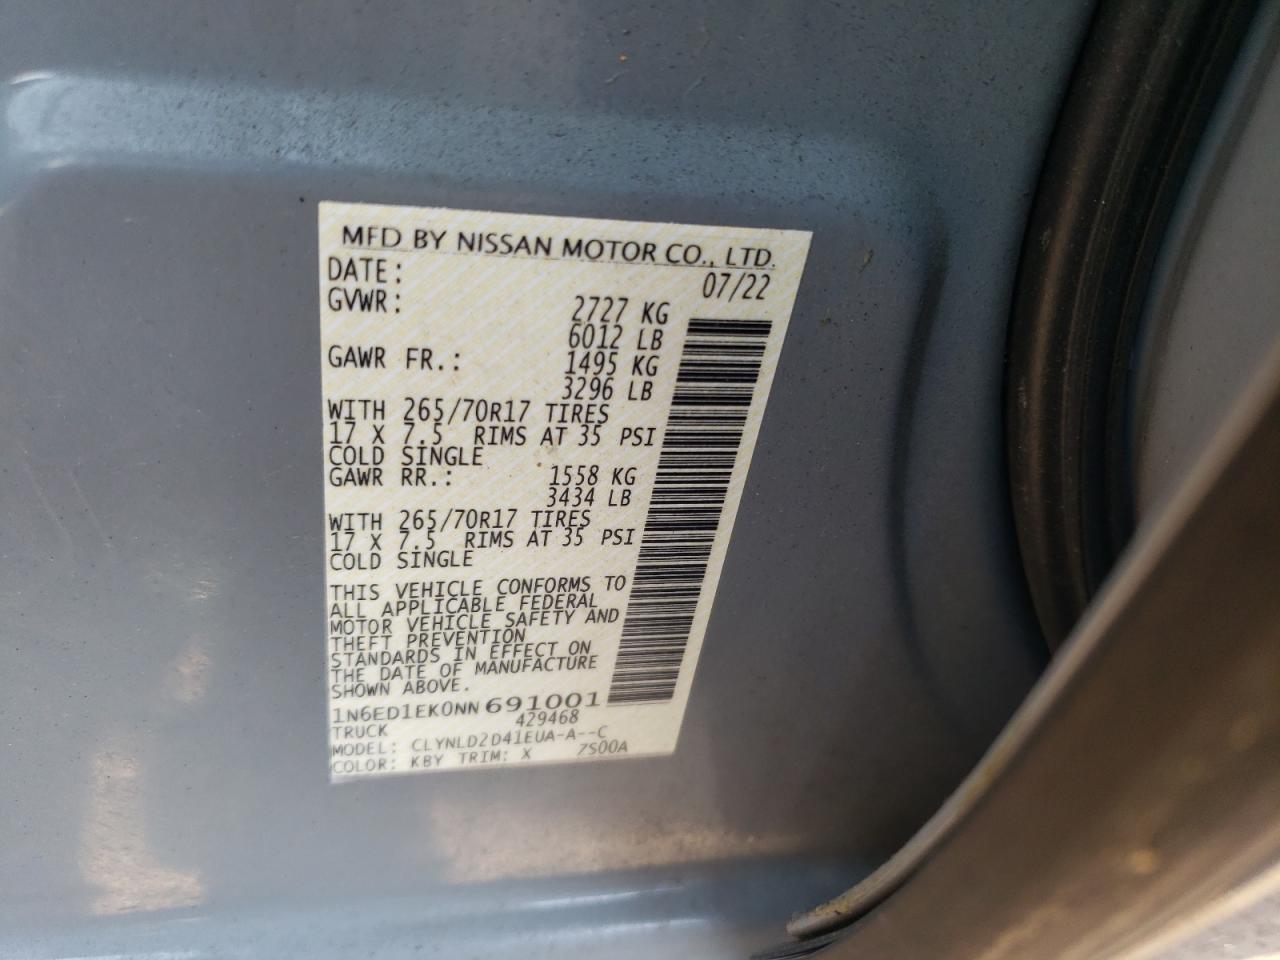 MFD BY NISSAN MOTOR CO., LTD.
DATE: 07/22
GVWR: 2727 KG
6012 LB
GAWR FR.: 1495 KG
3296 LB
WITH 265/70R17 TIRES
17 X 7.5 RIMS AT 35 PSI
COLD SINGLE
GAWR RR.: 1558 KG
3434 LB
WITH 265/70R17 TIRES
17 X 7.5 RIMS AT 35 PSI
COLD SINGLE
THIS VEHICLE CONFORMS TO
ALL APPLICABLE FEDERAL
MOTOR VEHICLE SAFETY AND
THEFT PREVENTION
STANDARDS IN EFFECT ON
THE DATE OF MANUFACTURE
SHOWN ABOVE.
1N6ED1EK0NN691001
429468
TRUCK
MODEL: CLYNLD2D41EUA-A--C
COLOR: KBY TRIM: X 7S00A